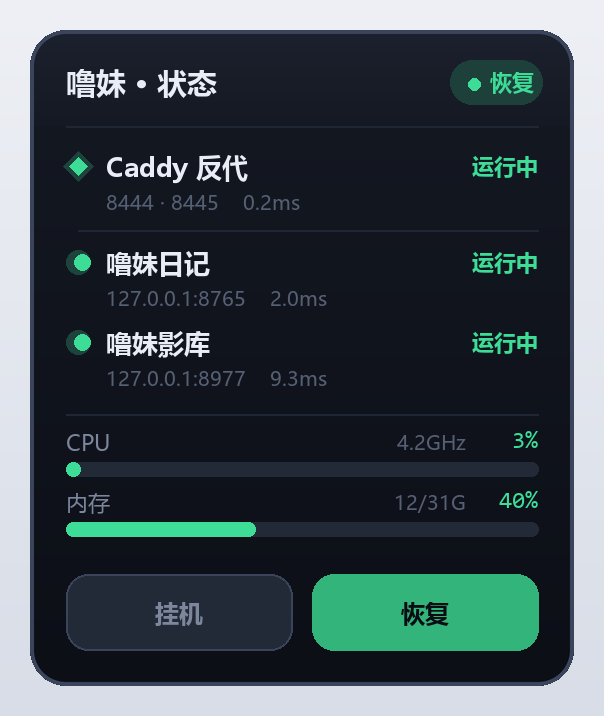 噜妹 • 状态
恢复
Caddy 反代
运行中
8444 · 8445 0.2ms
噜妹日记
运行中
127.0.0.1:8765 2.0ms
噜妹影库
运行中
127.0.0.1:8977 9.3ms
CPU 4.2GHz 3%
内存 12/31G 40%
挂机
恢复